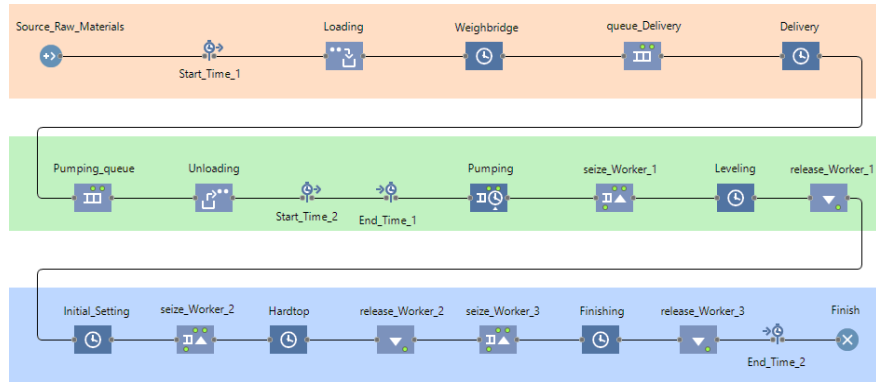 Source_Raw_Materials
Start_Time_1
Loading
Weighbridge
queue_Delivery
Delivery
Pumping_queue
Unloading
Start_Time_2
End_Time_1
Pumping
seize_Worker_1
Leveling
release_Worker_1
Initial_Setting
seize_Worker_2
Hardtop
release_Worker_2
seize_Worker_3
Finishing
release_Worker_3
End_Time_2
Finish